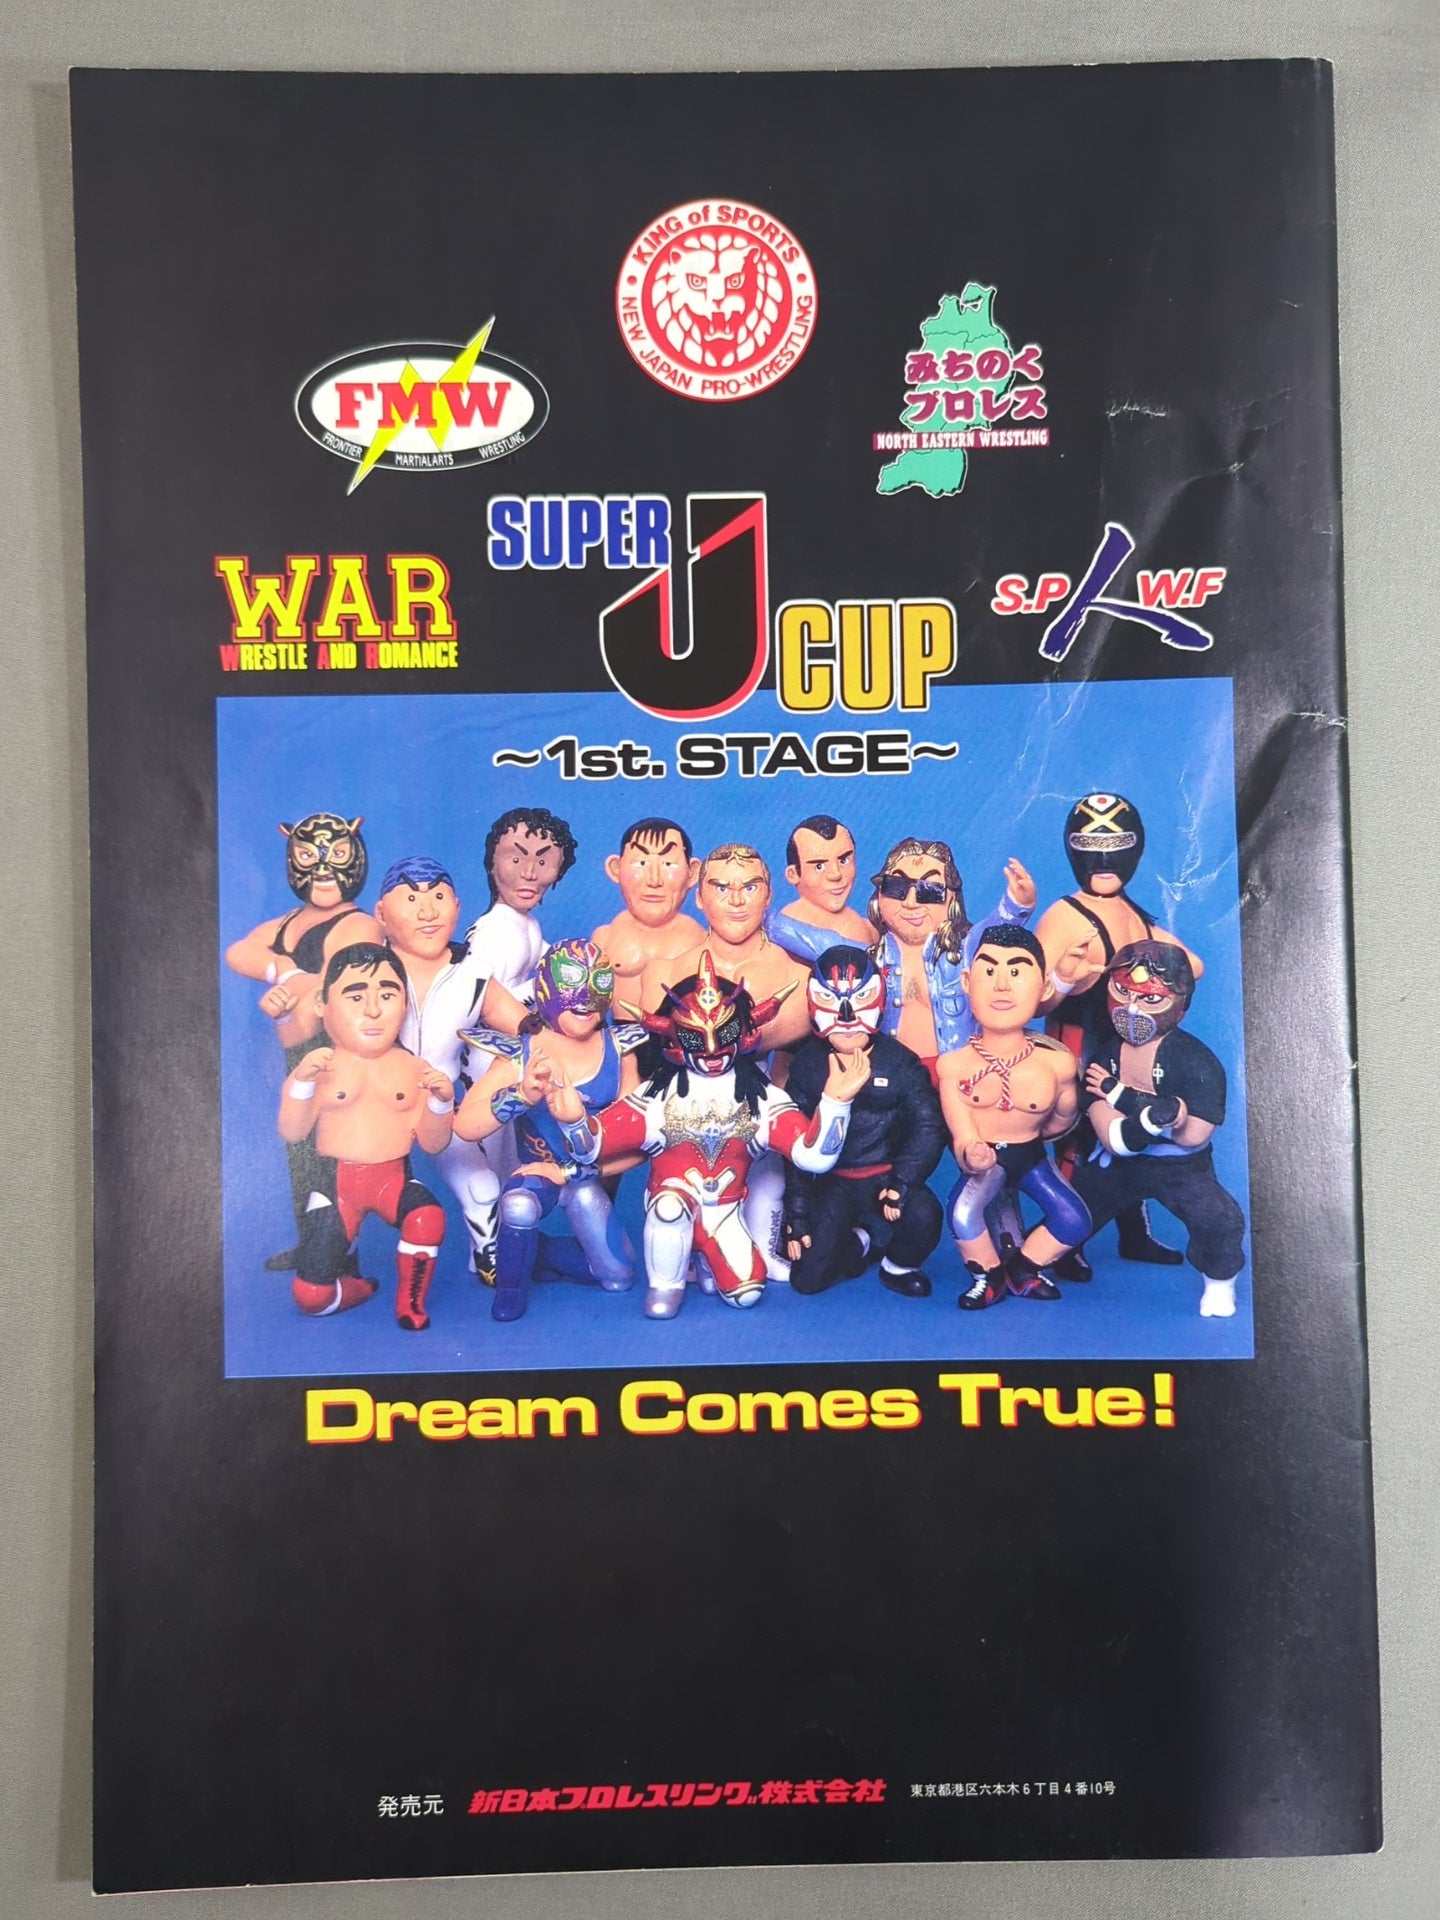 KING of SPORTS
NEW JAPAN PRO-WRESTLING
FMW
FRONTIER MARTIALARTS WRESTLING
みちのく
プロレス
NORTH EASTERN WRESTLING
SUPER J CUP
WAR
WRESTLE AND ROMANCE
S.P人W.F
~1st. STAGE~
Dream Comes True!
発売元 新日本プロレスリング株式会社 東京都港区六本木6丁目4番10号